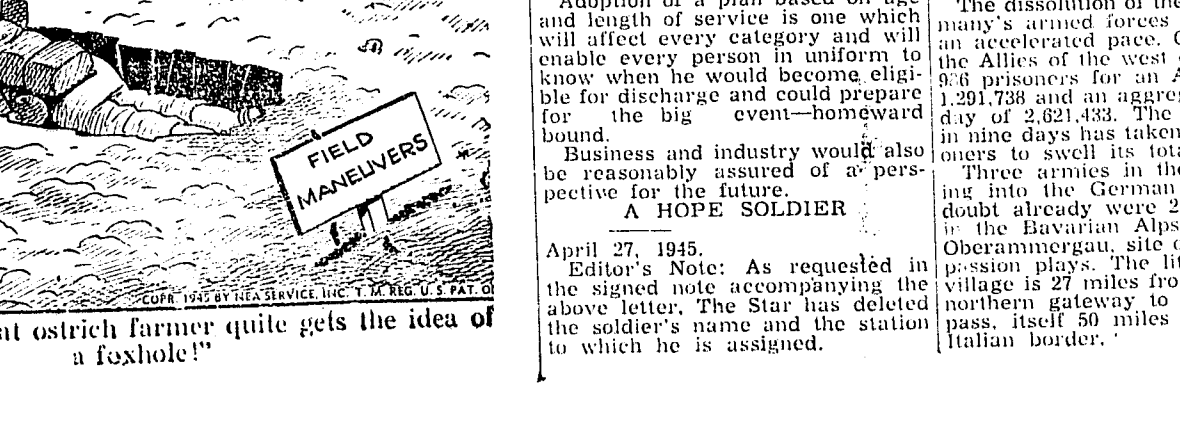 FIELD
MANEUVERS
COPR. 1945 BY NEA SERVICE, INC. T. M. REG. U. S. PAT. O
at ostrich farmer quite gets the idea of
a foxhole!"
Adoption of a plan based on age
and length of service is one which
will affect every category and will
enable every person in uniform to
know when he would become eligi-
ble for discharge and could prepare
for the big event—homeward
bound.
Business and industry would also
be reasonably assured of a pers-
pective for the future.
A HOPE SOLDIER
April 27, 1945.
Editor's Note: As requested in
the signed note accompanying the
above letter, The Star has deleted
the soldier's name and the station
to which he is assigned.
The dissolution of the
many's armed forces
an accelerated pace.
the Allies of the west
936 prisoners for an A
1,291,738 and an aggre
day of 2,621,433. The
in nine days has taken
oners to swell its tota
Three armies in the
ing into the German
doubt already were 2
in the Bavarian Alps
Oberammergau, site o
passion plays. The lit
village is 27 miles fro
northern gateway to
pass, itself 50 miles
Italian border.